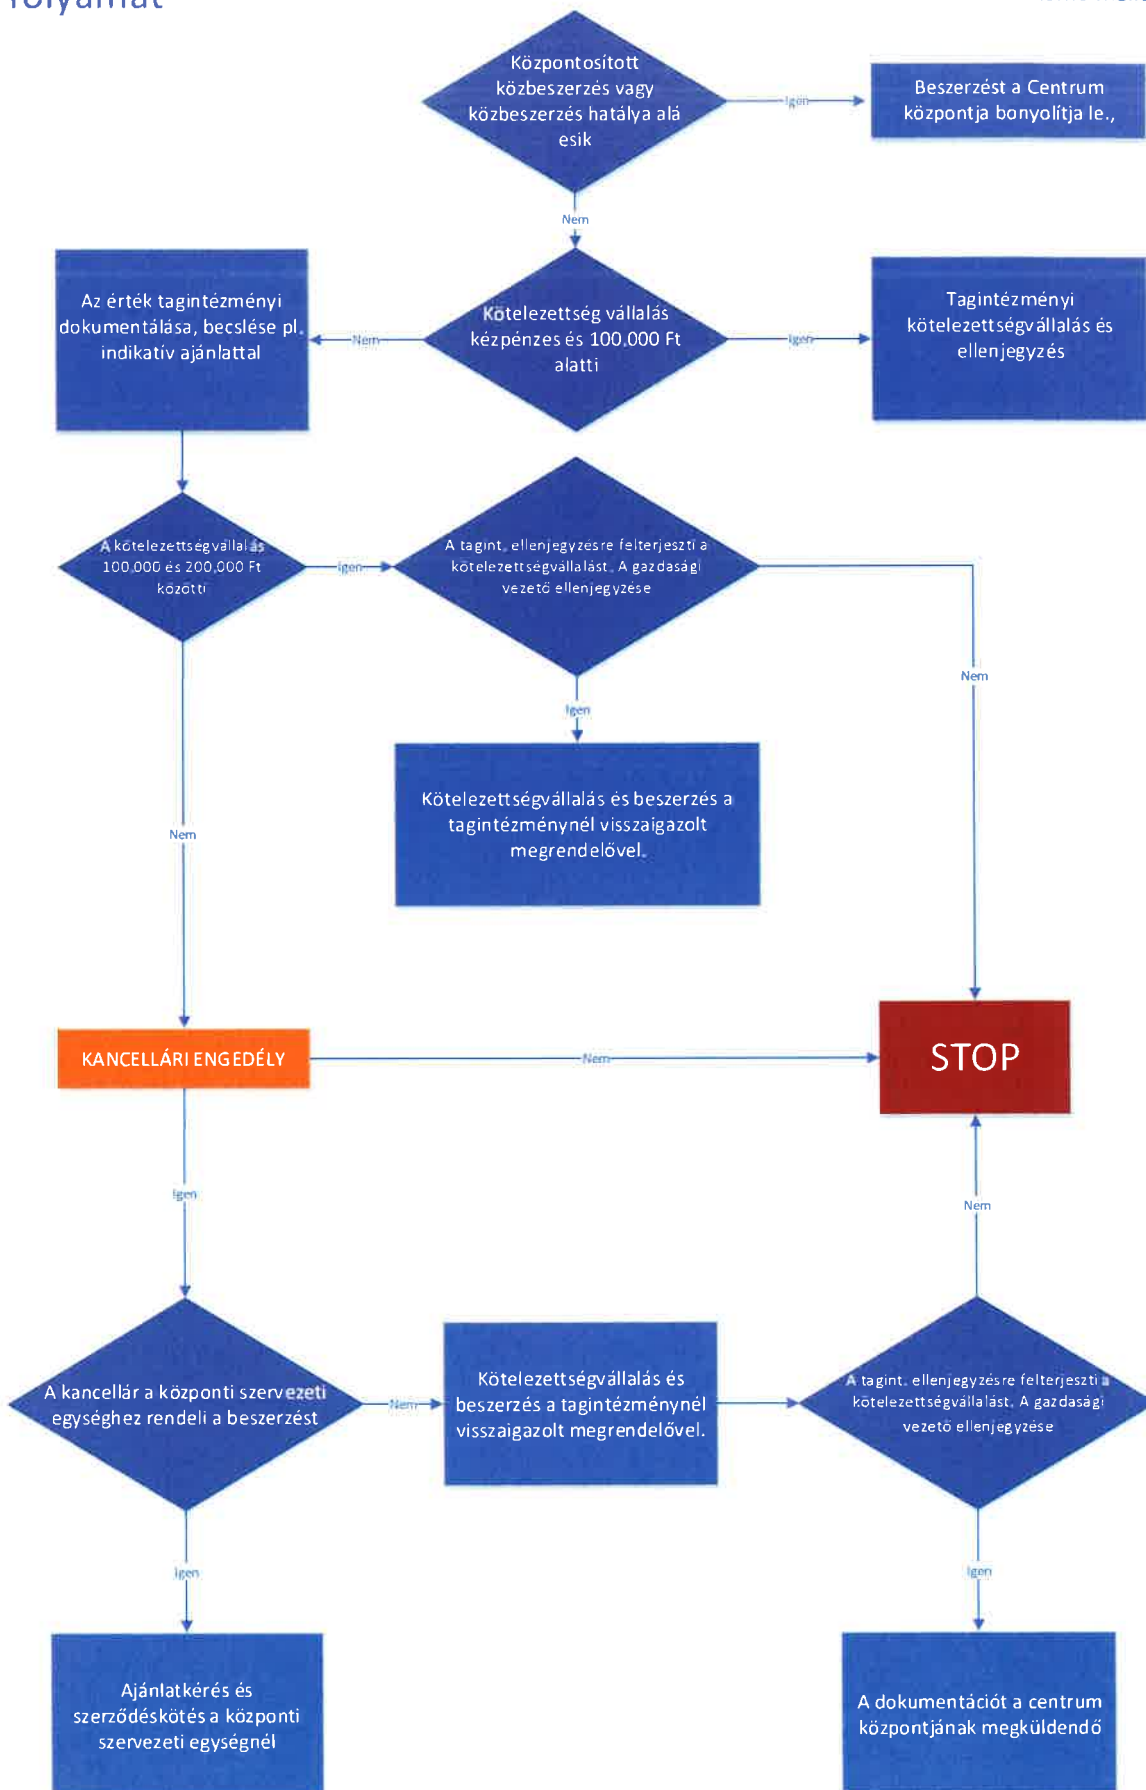 folyamat
Központosított
közbeszerzés vagy
közbeszerzés hatálya alá
esik
Igen
Beszerzést a Centrum
központja bonyolítja le.,
Nem
Az érték tagintézményi
dokumentálása, becslése pl.
indikatív ajánlattal
Nem
Kötelezettség vállalás
kézpénzes és 100.000 Ft
alatti
Igen
Tagintézményi
kötelezettségvállalás és
ellenjegyzés
A kötelezettségvállalás
100.000 és 200.000 Ft
közötti
Igen
A tagint. ellenjegyzésre felterjeszti a
kötelezettségvállalást. A gazdasági
vezető ellenjegyzése
Nem
Igen
Kötelezettségvállalás és beszerzés a
tagintézménynél visszaigazolt
megrendelővel.
Nem
KANCELLÁRI ENGEDÉLY
Nem
STOP
Igen
Nem
A kancellár a központi szervezeti
egységhez rendeli a beszerzést
Nem
Kötelezettségvállalás és
beszerzés a tagintézménynél
visszaigazolt megrendelővel.
A tagint. ellenjegyzésre felterjeszti a
kötelezettségvállalást. A gazdasági
vezető ellenjegyzése
Igen
Igen
Ajánlatkérés és
szerződéskötés a központi
szervezeti egységnél
A dokumentációt a centrum
központjának megküldendő